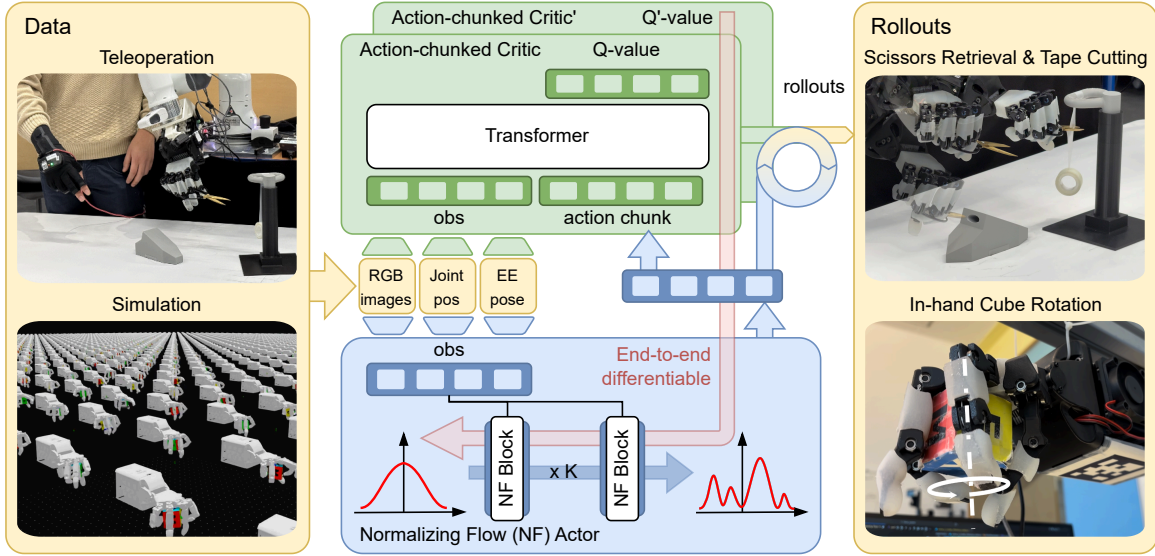 Data
Teleoperation
Simulation
Action-chunked Critic' Q'-value
Action-chunked Critic Q-value
Transformer
obs action chunk
RGB
images
Joint
pos
EE
pose
obs
End-to-end
differentiable
NF Block
x K
NF Block
Normalizing Flow (NF) Actor
rollouts
Rollouts
Scissors Retrieval & Tape Cutting
In-hand Cube Rotation